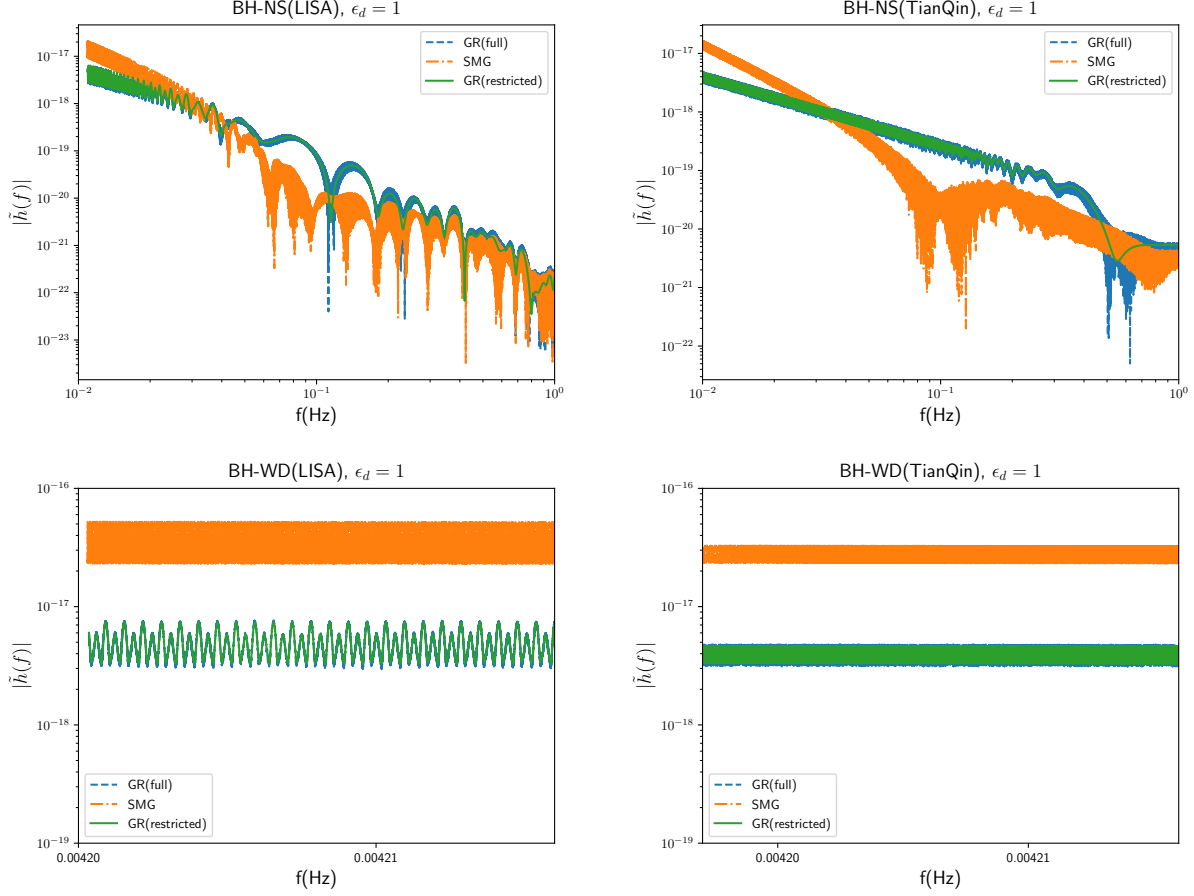 BH-NS(LISA), $\epsilon_d = 1$
GR(full)
SMG
GR(restricted)
$10^{-17}$
$10^{-18}$
$10^{-19}$
$10^{-20}$
$10^{-21}$
$10^{-22}$
$10^{-23}$
$|\tilde{h}(f)|$
$10^{-2}$ $10^{-1}$ $10^{0}$
f(Hz)
BH-NS(TianQin), $\epsilon_d = 1$
GR(full)
SMG
GR(restricted)
$10^{-17}$
$10^{-18}$
$10^{-19}$
$10^{-20}$
$10^{-21}$
$10^{-22}$
$|\tilde{h}(f)|$
$10^{-2}$ $10^{-1}$ $10^{0}$
f(Hz)
BH-WD(LISA), $\epsilon_d = 1$
$10^{-16}$
$10^{-17}$
$10^{-18}$
$10^{-19}$
$|\tilde{h}(f)|$
GR(full)
SMG
GR(restricted)
0.00420 0.00421
f(Hz)
BH-WD(TianQin), $\epsilon_d = 1$
$10^{-16}$
$10^{-17}$
$10^{-18}$
$10^{-19}$
$|\tilde{h}(f)|$
GR(full)
SMG
GR(restricted)
0.00420 0.00421
f(Hz)